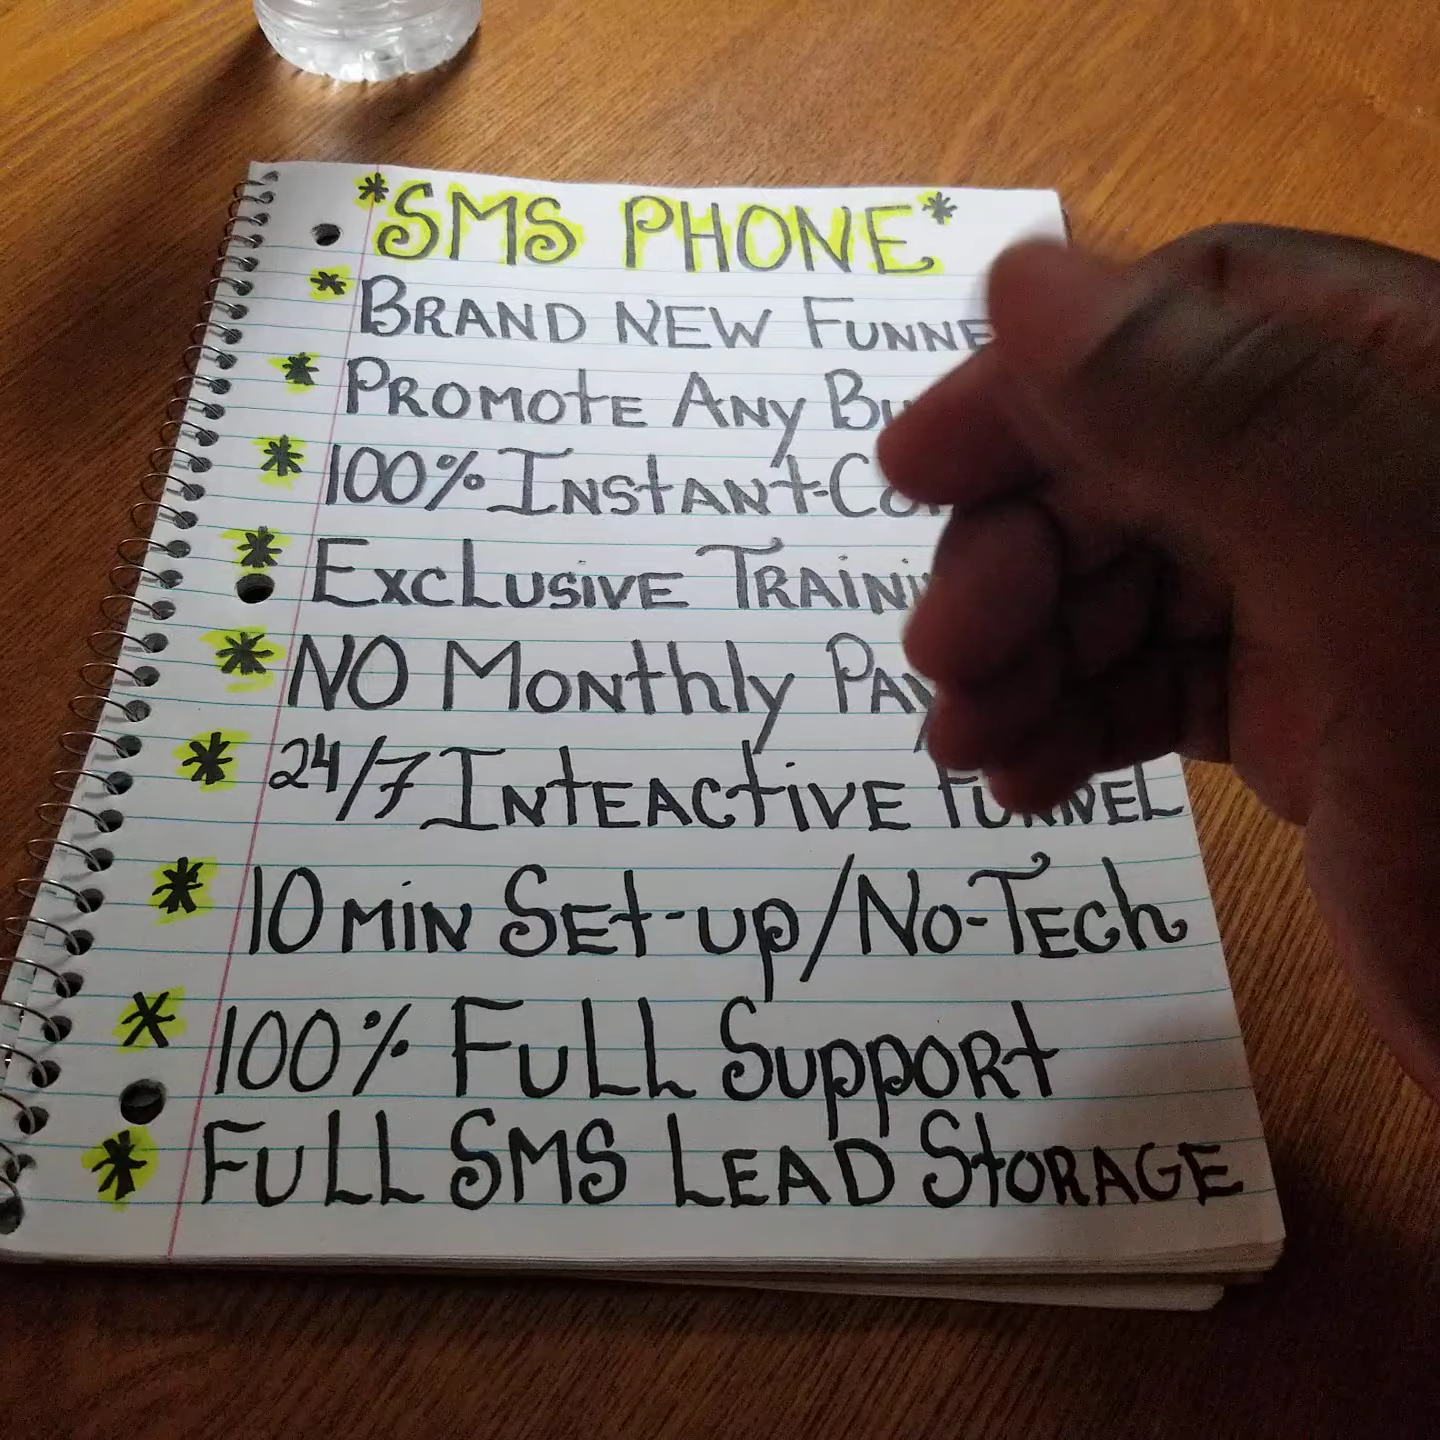 *SMS PHONE*
* BRAND NEW
* PROMOTE ANY
* 100% INSTANT-
* EXCLUSIVE
* NO Monthly
* 24/7 INTEACTIVE FUNNEL
* 10 MIN SET-UP/NO-TECH
* 100% FULL SUPPORT
* FULL SMS LEAD STORAGE